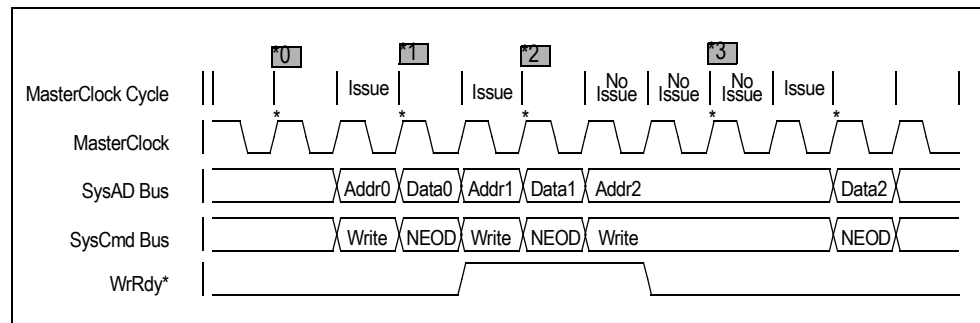 *0 *1 *2 *3
MasterClock Cycle Issue Issue No Issue No Issue No Issue Issue
* * * * *
MasterClock
SysAD Bus Addr0 Data0 Addr1 Data1 Addr2 Data2
SysCmd Bus Write NEOD Write NEOD Write NEOD
WrRdy*